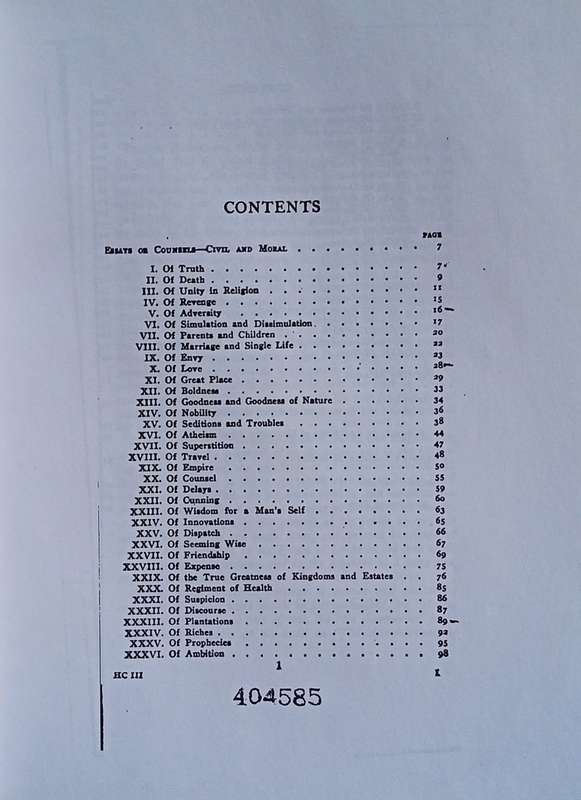 CONTENTS
PAGE
ESSAYS OR COUNSELS—CIVIL AND MORAL . . . . . . . . . 7
I. Of Truth . . . . . . . . . . . . . . . 7
II. Of Death . . . . . . . . . . . . . . . 9
III. Of Unity in Religion . . . . . . . . . . . 11
IV. Of Revenge . . . . . . . . . . . . . . 15
V. Of Adversity . . . . . . . . . . . . . . 16
VI. Of Simulation and Dissimulation . . . . . . . . 17
VII. Of Parents and Children . . . . . . . . . . 20
VIII. Of Marriage and Single Life . . . . . . . . . 22
IX. Of Envy . . . . . . . . . . . . . . . 23
X. Of Love . . . . . . . . . . . . . . . 28
XI. Of Great Place . . . . . . . . . . . . . 29
XII. Of Boldness . . . . . . . . . . . . . . 33
XIII. Of Goodness and Goodness of Nature . . . . . . 34
XIV. Of Nobility . . . . . . . . . . . . . . 36
XV. Of Seditions and Troubles . . . . . . . . . 38
XVI. Of Atheism . . . . . . . . . . . . . . 44
XVII. Of Superstition . . . . . . . . . . . . . 47
XVIII. Of Travel . . . . . . . . . . . . . . . 48
XIX. Of Empire . . . . . . . . . . . . . . 50
XX. Of Counsel . . . . . . . . . . . . . . 55
XXI. Of Delays . . . . . . . . . . . . . . . 59
XXII. Of Cunning . . . . . . . . . . . . . . 60
XXIII. Of Wisdom for a Man's Self . . . . . . . . 63
XXIV. Of Innovations . . . . . . . . . . . . . 65
XXV. Of Dispatch . . . . . . . . . . . . . . 66
XXVI. Of Seeming Wise . . . . . . . . . . . . 67
XXVII. Of Friendship . . . . . . . . . . . . . 69
XXVIII. Of Expense . . . . . . . . . . . . . . 75
XXIX. Of the True Greatness of Kingdoms and Estates . . 76
XXX. Of Regiment of Health . . . . . . . . . . 85
XXXI. Of Suspicion . . . . . . . . . . . . . . 86
XXXII. Of Discourse . . . . . . . . . . . . . . 87
XXXIII. Of Plantations . . . . . . . . . . . . . 89
XXXIV. Of Riches . . . . . . . . . . . . . . . 92
XXXV. Of Prophecies . . . . . . . . . . . . . 95
XXXVI. Of Ambition . . . . . . . . . . . . . . 98
1
HC III 1
404585